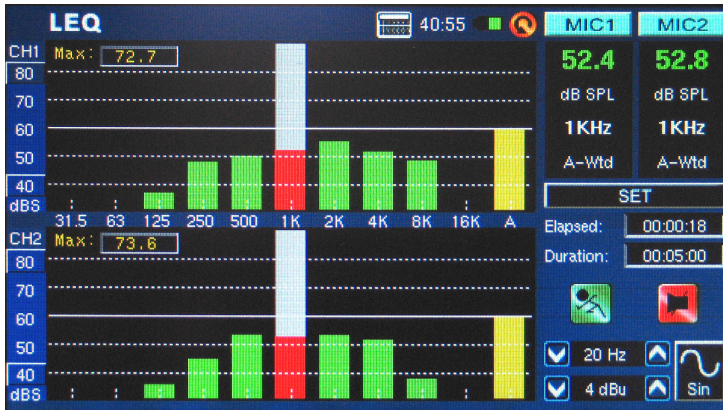 LEQ 40:55 MIC1 MIC2
CH1 Max: 72.7
80
70
60
50
40
dBS
31.5 63 125 250 500 1K 2K 4K 8K 16K A
52.4 52.8
dB SPL dB SPL
1KHz 1KHz
A-Wtd A-Wtd
SET
Elapsed: 00:00:18
Duration: 00:05:00
CH2 Max: 73.6
80
70
60
50
40
dBS
20 Hz
4 dBu
Sin